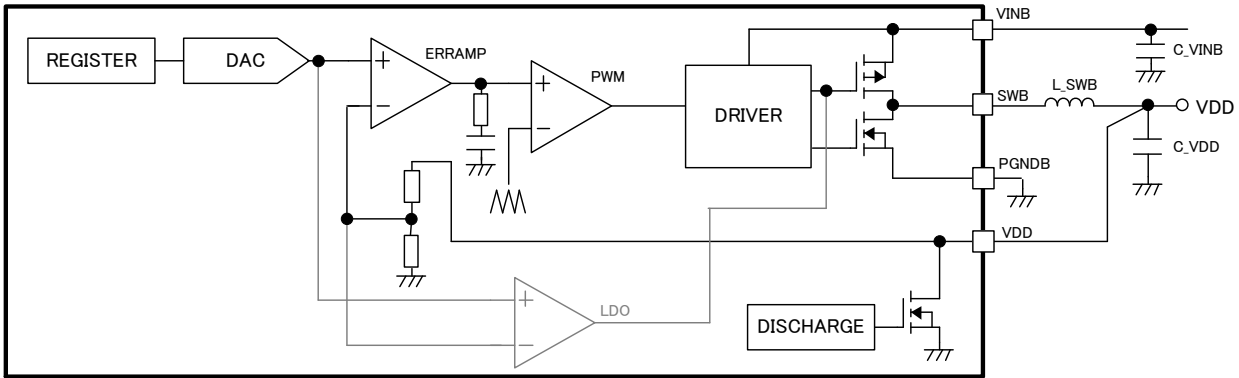 VINB
REGISTER
DAC
ERRAMP
PWM
DRIVER
C_VINB
SWB
L_SWB
VDD
C_VDD
PGNDB
VDD
LDO
DISCHARGE
+
−
+
−
+
−